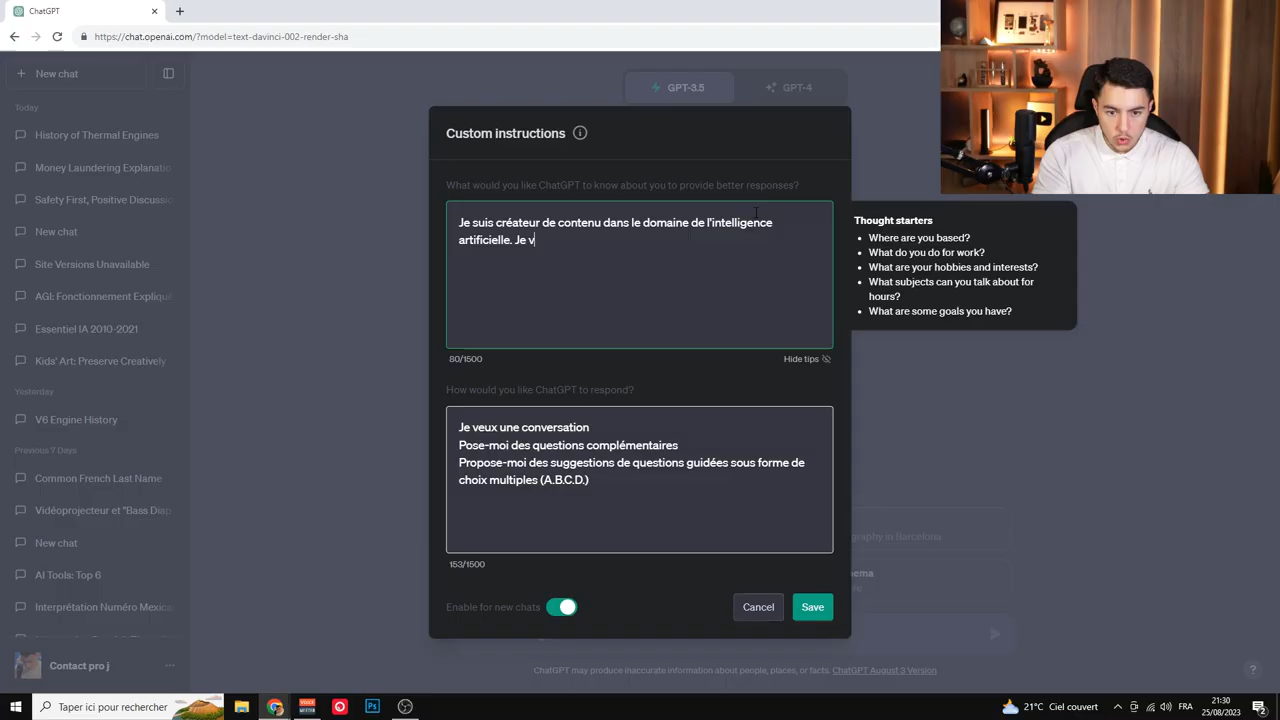 ChatGPT
https://chat.openai.com/?model=text-davinci-002-render-sha
New chat
Today
History of Thermal Engines
Money Laundering Explanatio
Safety First, Positive Discussio
New chat
Site Versions Unavailable
AGI: Fonctionnement Expliqué
Essentiel IA 2010-2021
Kids' Art: Preserve Creatively
Yesterday
V6 Engine History
Previous 7 Days
Common French Last Name
Vidéoprojecteur et "Bass Diap
New chat
AI Tools: Top 6
Interprétation Numéro Mexica
Contact pro j
GPT-3.5
GPT-4
Custom instructions
What would you like ChatGPT to know about you to provide better responses?
Je suis créateur de contenu dans le domaine de l'intelligence
artificielle. Je v
80/1500
Hide tips
Thought starters
Where are you based?
What do you do for work?
What are your hobbies and interests?
What subjects can you talk about for
hours?
What are some goals you have?
How would you like ChatGPT to respond?
Je veux une conversation
Pose-moi des questions complémentaires
Propose-moi des suggestions de questions guidées sous forme de
choix multiples (A.B.C.D.)
153/1500
Enable for new chats
Cancel
Save
graphy in Barcelona
ChatGPT may produce inaccurate information about people, places, or facts. ChatGPT August 3 Version
?
Taper ici pour rechercher
Ps
21°C Ciel couvert
FRA
21:30
25/08/2023
2